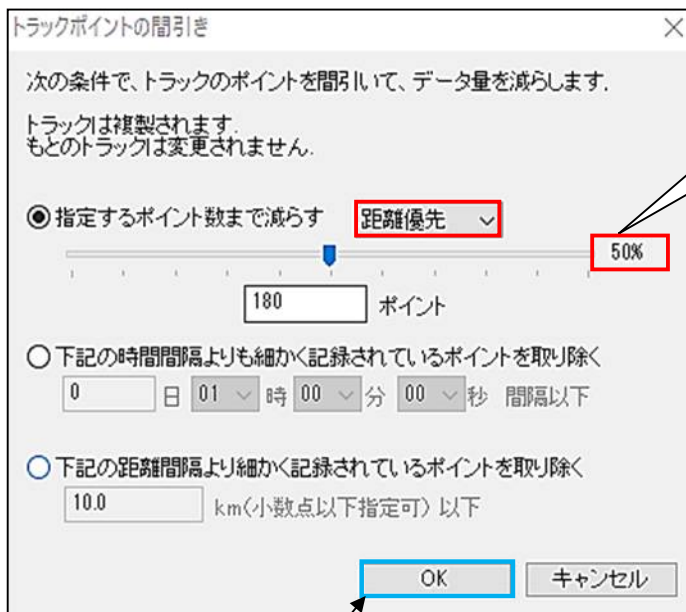 トラックポイントの間引き
次の条件で、トラックのポイントを間引いて、データ量を減らします.
トラックは複製されます.
もとのトラックは変更されません.
指定するポイント数まで減らす 距離優先
50%
180 ポイント
下記の時間間隔よりも細かく記録されているポイントを取り除く
0 日 01 時 00 分 00 秒 間隔以下
下記の距離間隔より細かく記録されているポイントを取り除く
10.0 km(小数点以下指定可) 以下
OK キャンセル